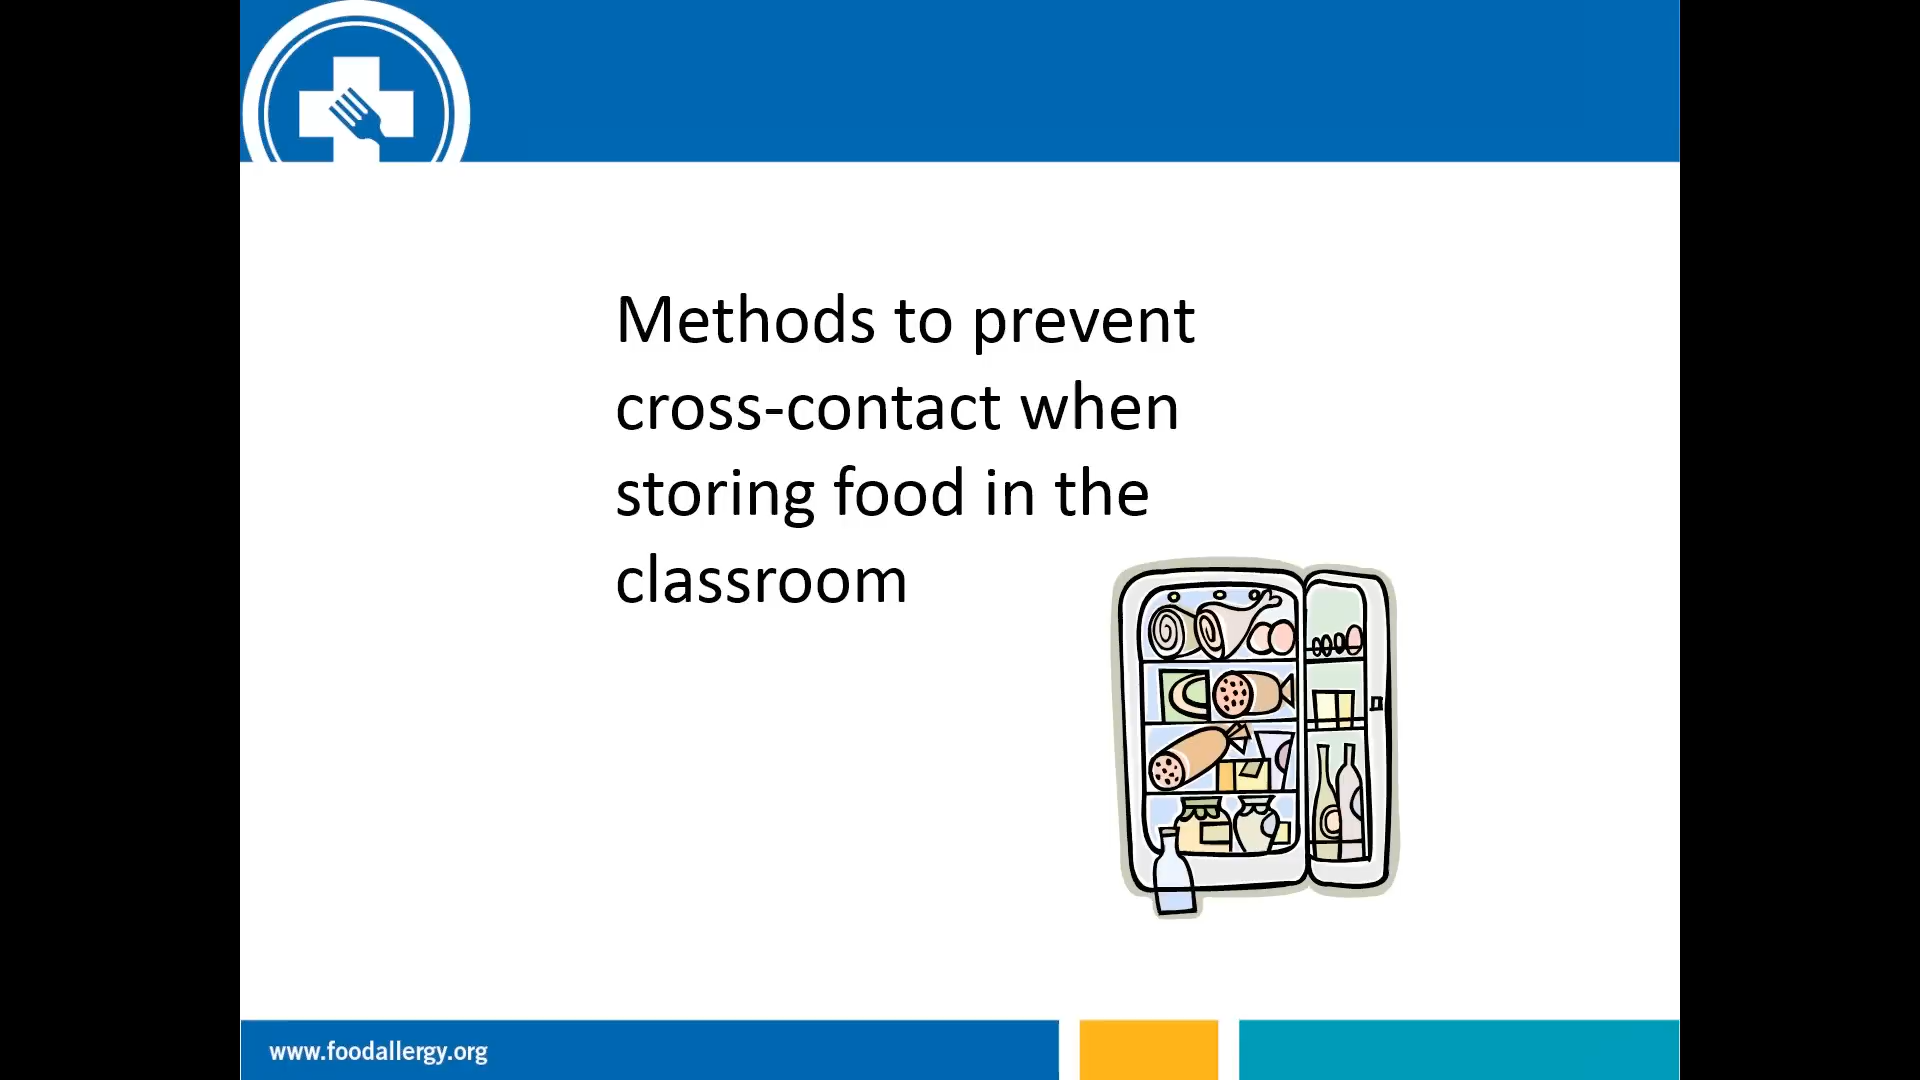 Methods to prevent
cross-contact when
storing food in the
classroom
www.foodallergy.org